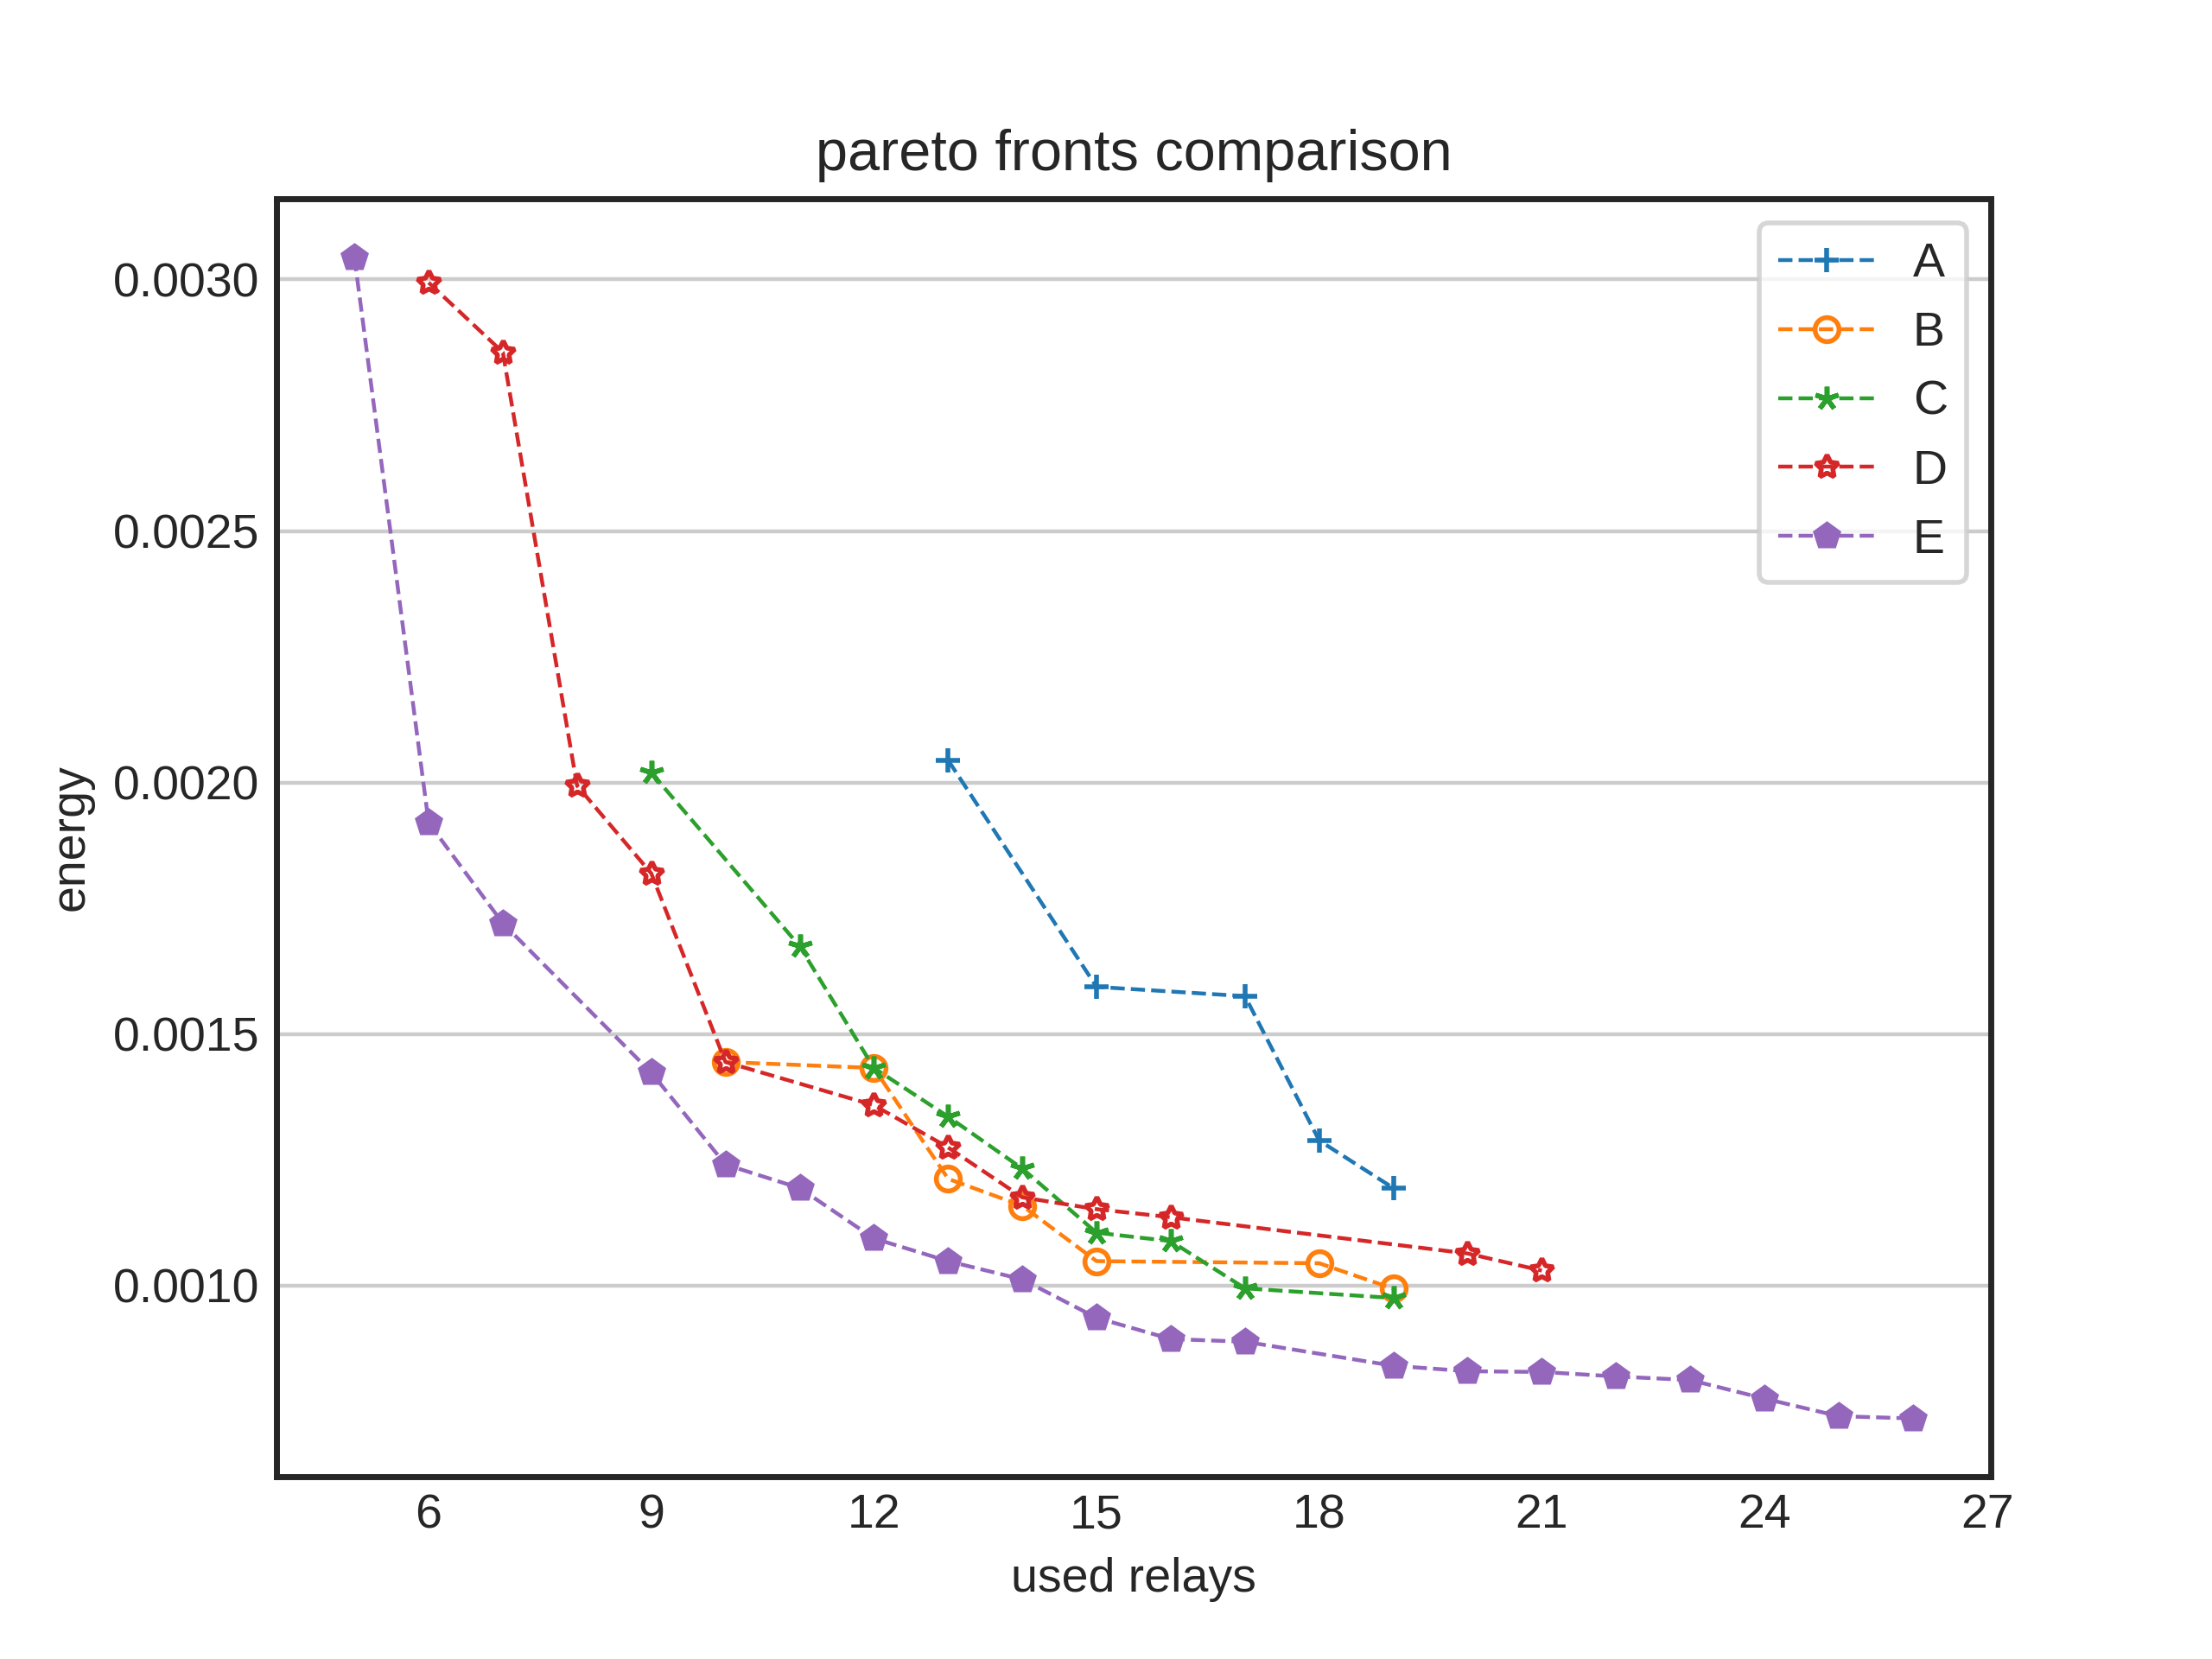 pareto fronts comparison
0.0030
0.0025
0.0020
0.0015
0.0010
energy
6 9 12 15 18 21 24 27
used relays
A
B
C
D
E